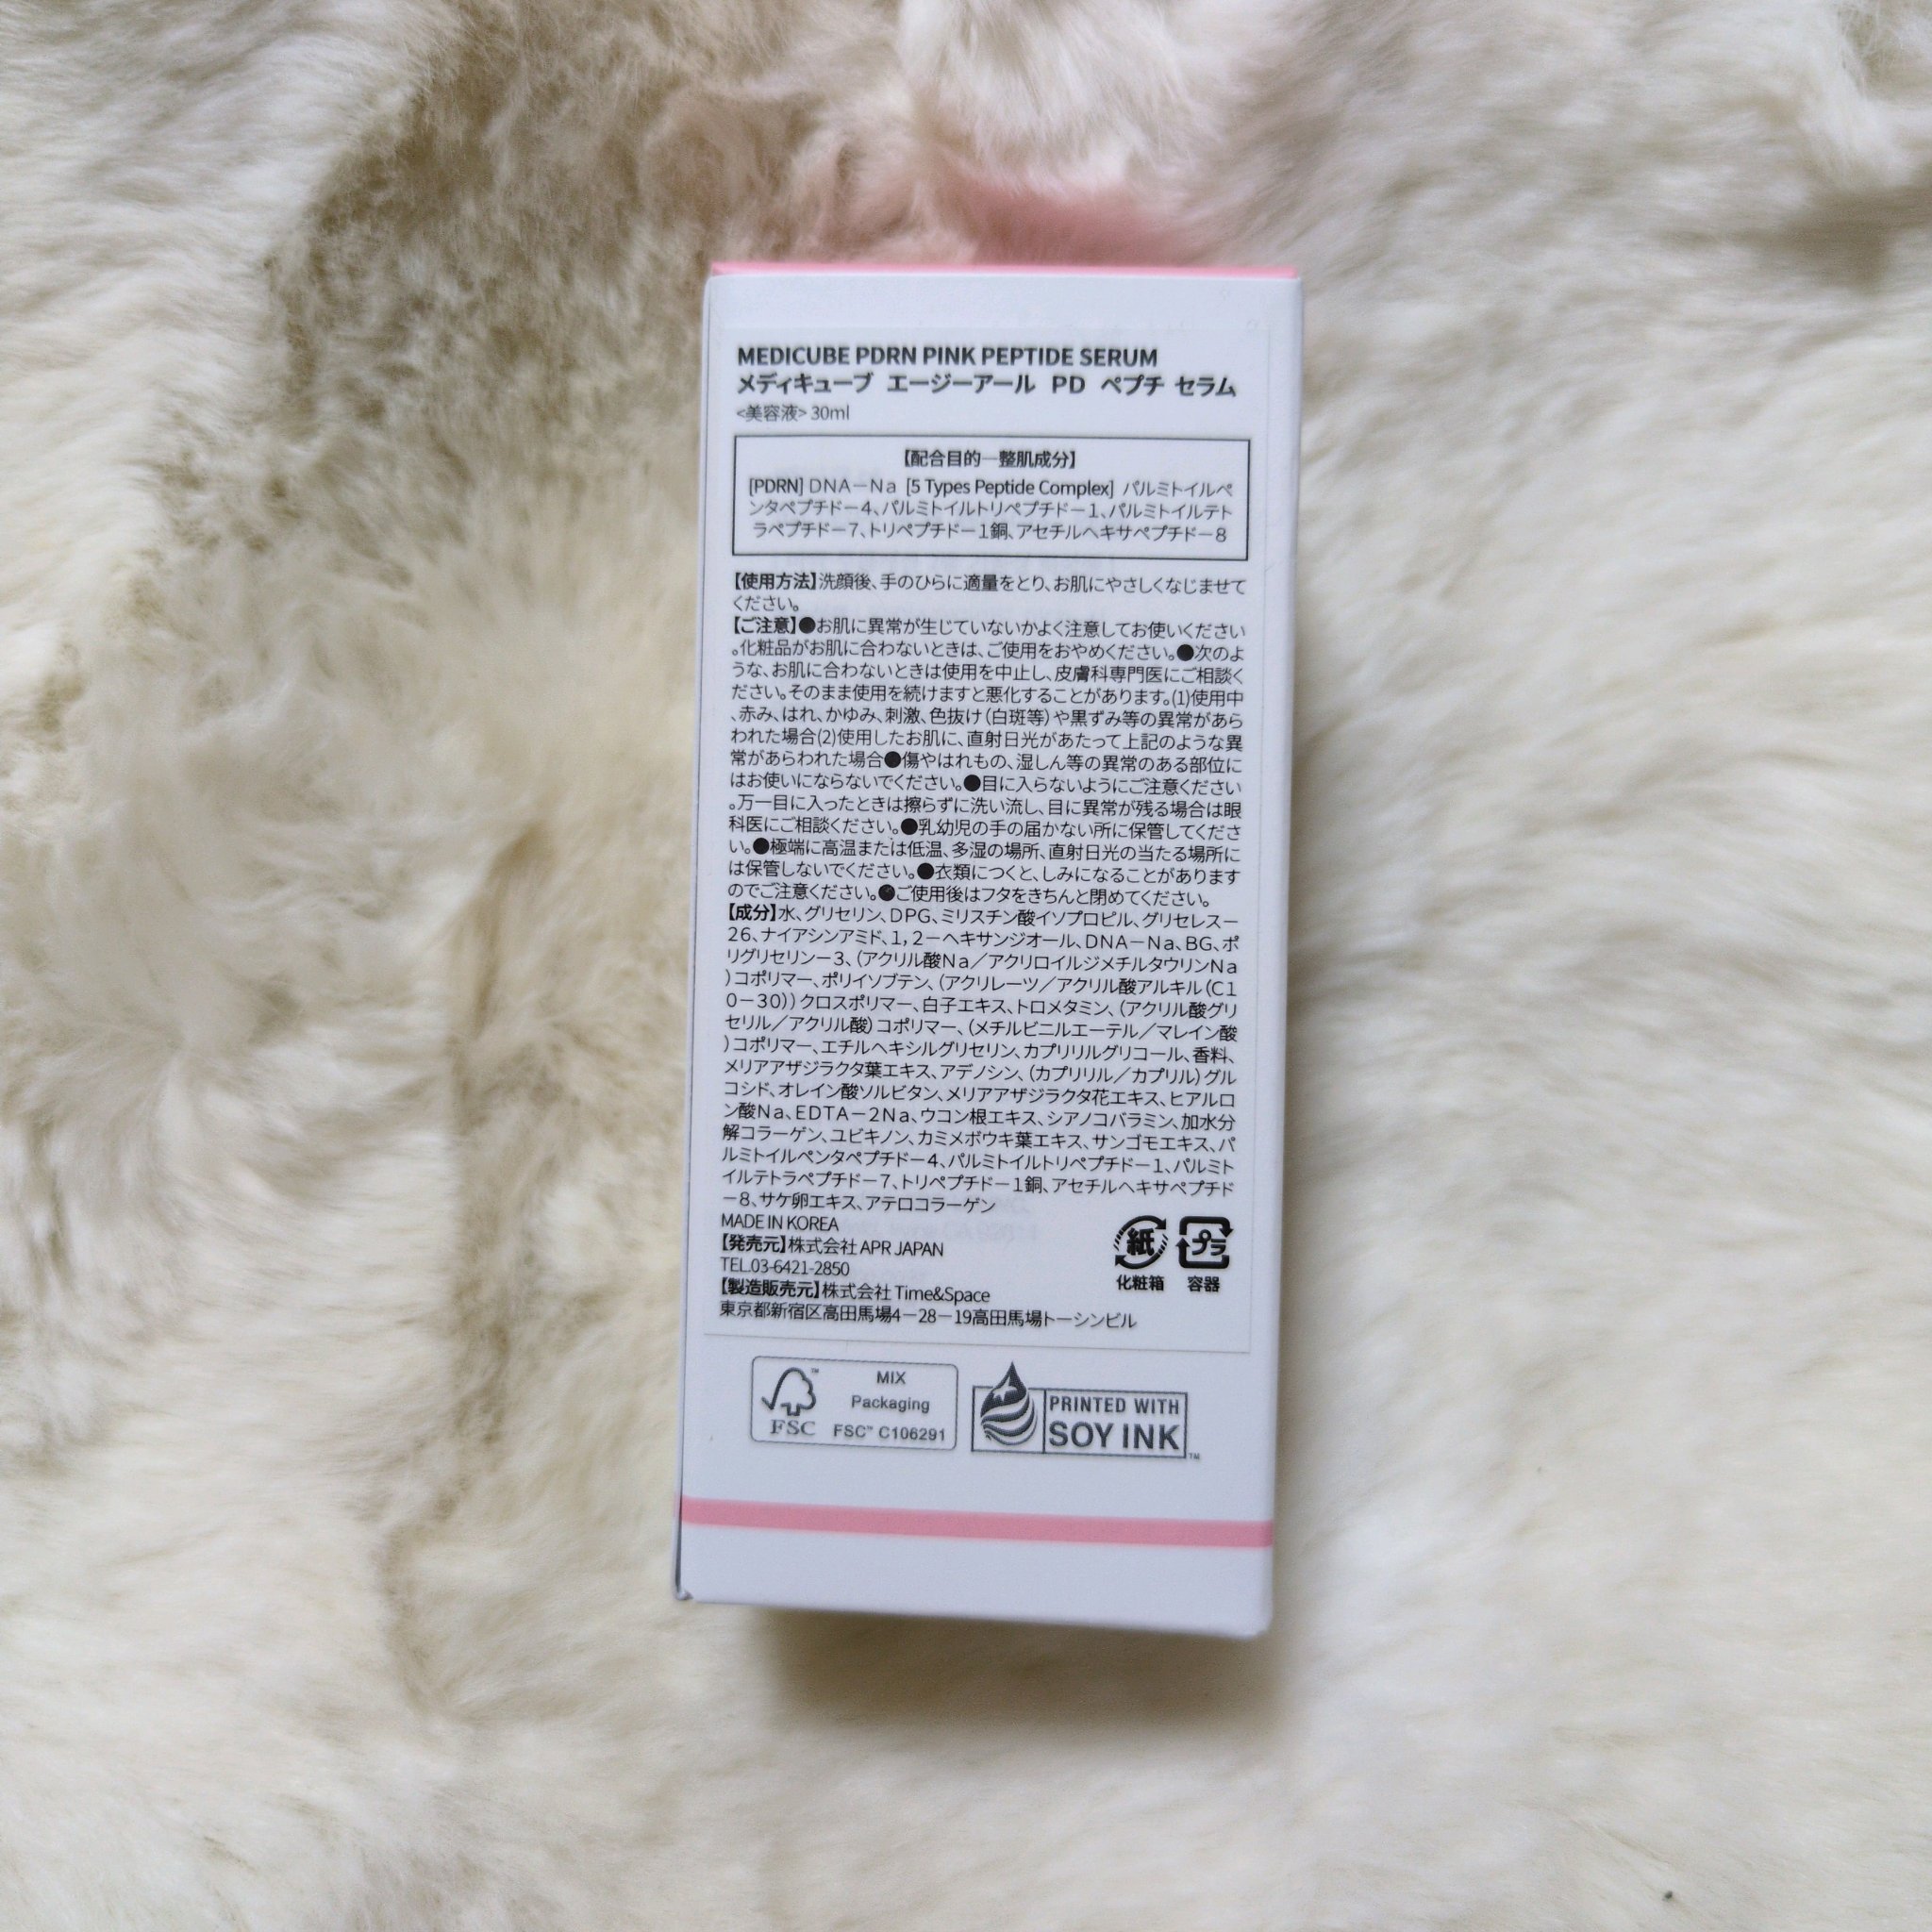 MEDICUBE PDRN PINK PEPTIDE SERUM
メディキューブ エージーアール PD ペプチ セラム
<美容液> 30ml
【配合目的―整肌成分】
[PDRN] DNA－Na [5 Types Peptide Complex] パルミトイルペ
ンタペプチド－4、パルミトイルトリペプチド－1、パルミトイルテト
ラペプチド－7、トリペプチド－1銅、アセチルヘキサペプチド－8
【使用方法】洗顔後、手のひらに適量をとり、お肌にやさしくなじませて
ください。
【ご注意】●お肌に異常が生じていないかよく注意してお使いください
。化粧品がお肌に合わないときは、ご使用をおやめください。●次のよ
うな、お肌に合わないときは使用を中止し、皮膚科専門医にご相談く
ださい。そのまま使用を続けますと悪化することがあります。(1)使用中
、赤み、はれ、かゆみ、刺激、色抜け（白斑等）や黒ずみ等の異常があら
われた場合(2)使用したお肌に、直射日光があたって上記のような異
常があらわれた場合●傷やはれもの、湿しん等の異常のある部位に
はお使いにならないでください。●目に入らないようにご注意ください
。万一目に入ったときは擦らずに洗い流し、目に異常が残る場合は眼
科医にご相談ください。●乳幼児の手の届かない所に保管してくださ
い。●極端に高温または低温、多湿の場所、直射日光の当たる場所に
は保管しないでください。●衣類につくと、しみになることがあります
のでご注意ください。●ご使用後はフタをきちんと閉めてください。
【成分】水、グリセリン、DPG、ミリスチン酸イソプロピル、グリセレス－
26、ナイアシンアミド、1，2－ヘキサンジオール、DNA－Na、BG、ポ
リグリセリン－3、（アクリル酸Na／アクリロイルジメチルタウリンNa
）コポリマー、ポリイソブテン、（アクリレーツ／アクリル酸アルキル（C1
0－30））クロスポリマー、白子エキス、トロメタミン、（アクリル酸グリ
セリル／アクリル酸）コポリマー、（メチルビニルエーテル／マレイン酸
）コポリマー、エチルヘキシルグリセリン、カプリリルグリコール、香料、
メリアアザジラクタ葉エキス、アデノシン、（カプリリル／カプリル）グル
コシド、オレイン酸ソルビタン、メリアアザジラクタ花エキス、ヒアルロ
ン酸Na、EDTA－2Na、ウコン根エキス、シアノコバラミン、加水分
解コラーゲン、ユビキノン、カミメボウキ葉エキス、サンゴモエキス、パ
ルミトイルペンタペプチド－4、パルミトイルトリペプチド－1、パルミト
イルテトラペプチド－7、トリペプチド－1銅、アセチルヘキサペプチド
－8、サケ卵エキス、アテロコラーゲン
MADE IN KOREA
【発売元】株式会社 APR JAPAN
TEL.03-6421-2850
【製造販売元】株式会社 Time&Space
東京都新宿区高田馬場4－28－19高田馬場トーシンビル
紙
化粧箱
プラ
容器
FSC™
MIX
Packaging
FSC™ C106291
PRINTED WITH
SOY INK™